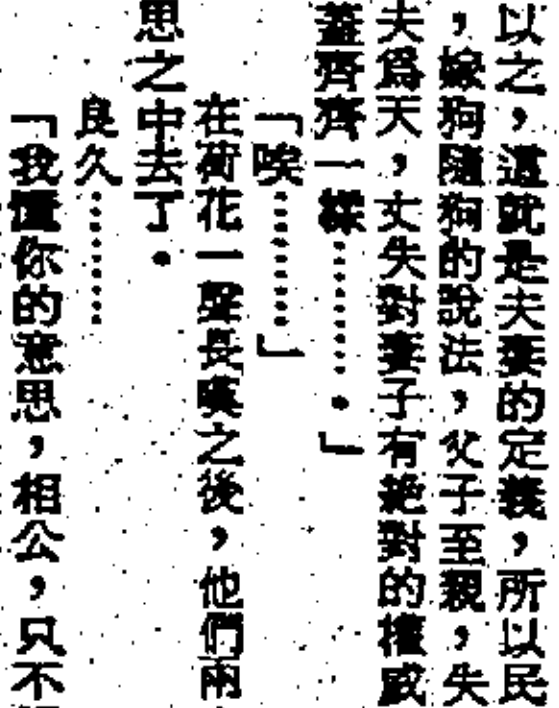 以之，這就是夫妻的定義，所以民
，嫁狗隨狗的說法，父子至親，失
夫爲天，丈失對妻子有絕對的權威
蓋齊齊一樣………。」
「唉………」
在荷花一聲長嘆之後，他們兩
思之中去了。
良久………
「我懂你的意思，相公，只不